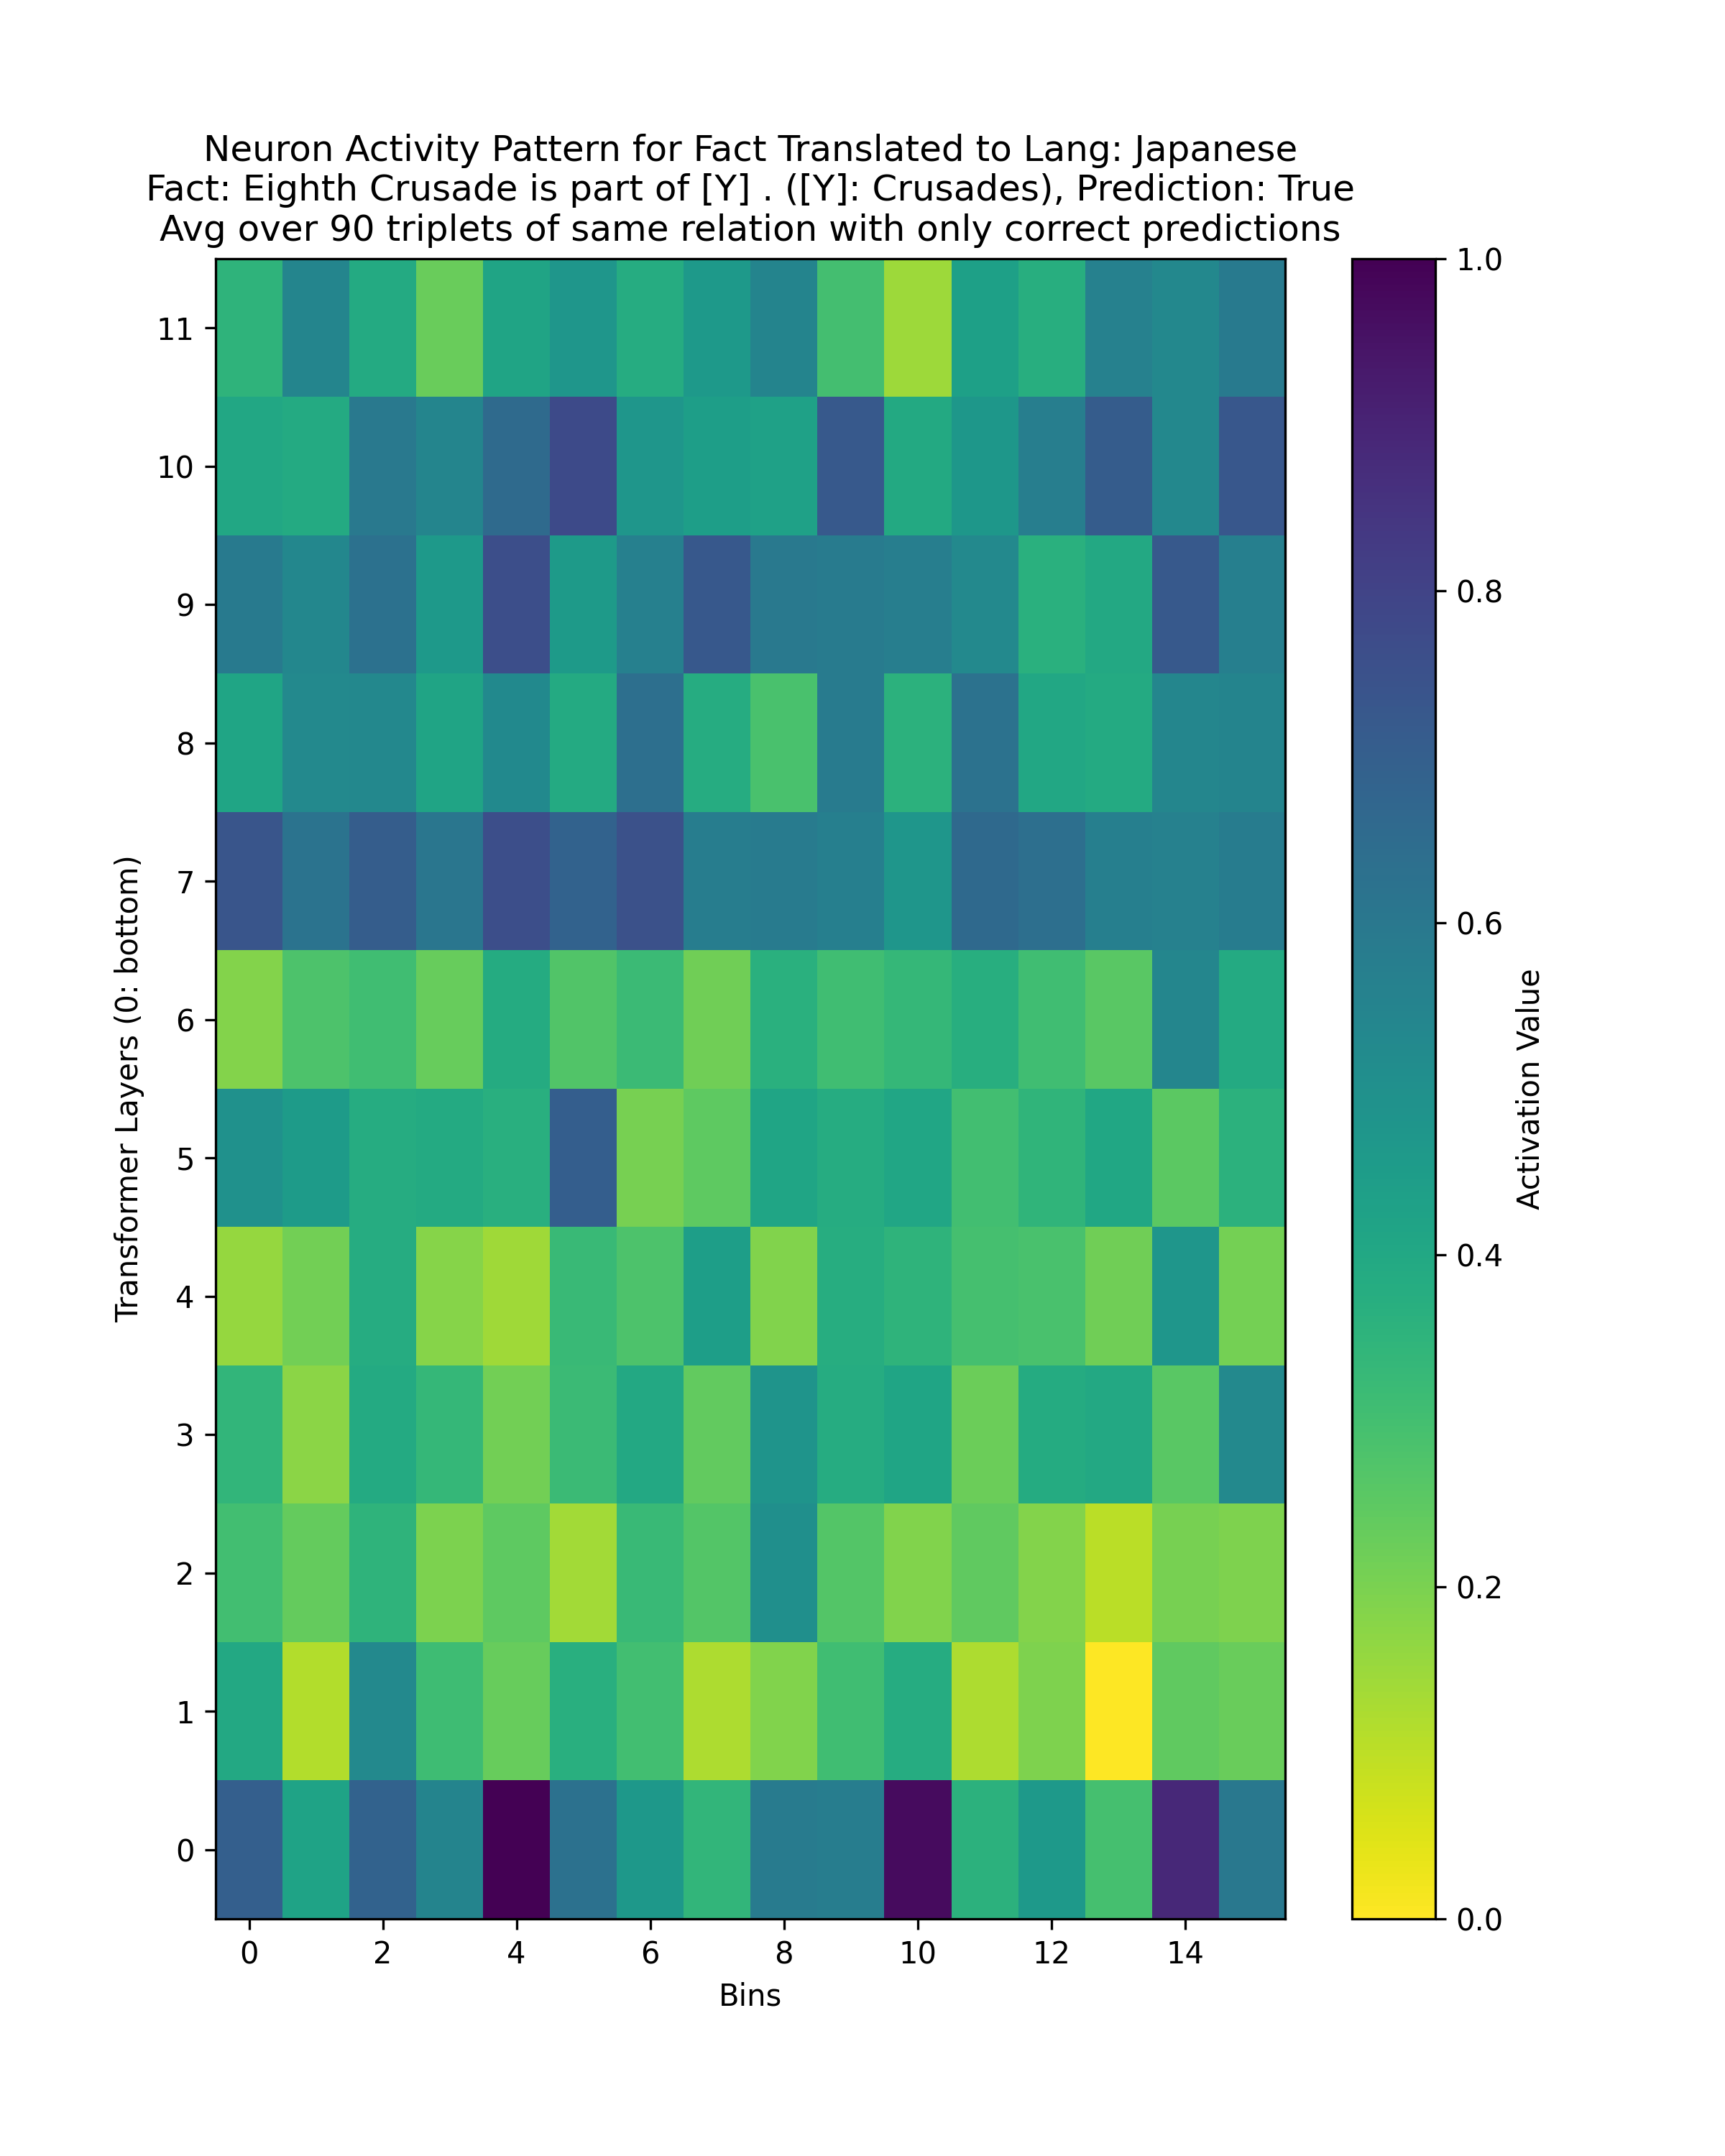 Neuron Activity Pattern for Fact Translated to Lang: Japanese
Fact: Eighth Crusade is part of [Y] . ([Y]: Crusades), Prediction: True
Avg over 90 triplets of same relation with only correct predictions
11
10
9
8
7
6
5
4
3
2
1
0
Transformer Layers (0: bottom)
0 2 4 6 8 10 12 14
Bins
1.0
0.8
0.6
0.4
0.2
0.0
Activation Value